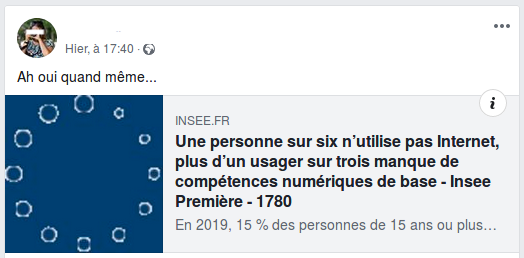 Hier, à 17:40 ·
Ah oui quand même...
i
INSEE.FR
Une personne sur six n’utilise pas Internet,
plus d’un usager sur trois manque de
compétences numériques de base - Insee
Première - 1780
En 2019, 15 % des personnes de 15 ans ou plus…